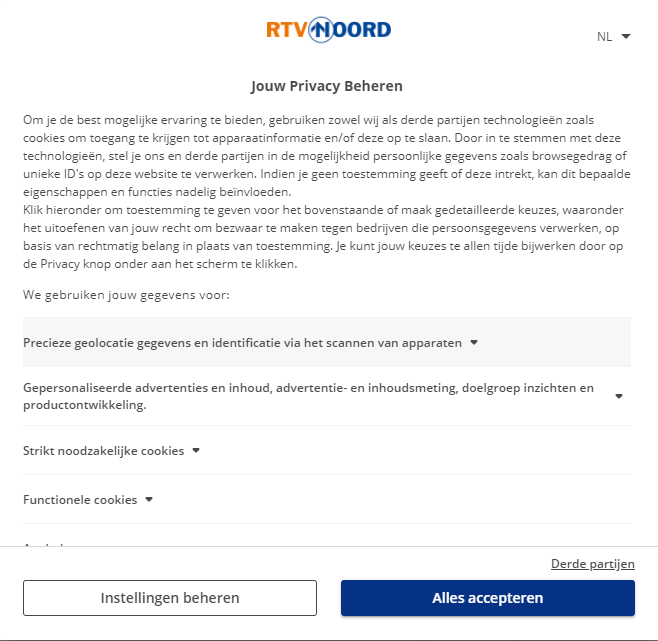 RTV NOORD
NL
Jouw Privacy Beheren
Om je de best mogelijke ervaring te bieden, gebruiken zowel wij als derde partijen technologieën zoals
cookies om toegang te krijgen tot apparaatinformatie en/of deze op te slaan. Door in te stemmen met deze
technologieën, stel je ons en derde partijen in de mogelijkheid persoonlijke gegevens zoals browsegedrag of
unieke ID's op deze website te verwerken. Indien je geen toestemming geeft of deze intrekt, kan dit bepaalde
eigenschappen en functies nadelig beïnvloeden.
Klik hieronder om toestemming te geven voor het bovenstaande of maak gedetailleerde keuzes, waaronder
het uitoefenen van jouw recht om bezwaar te maken tegen bedrijven die persoonsgegevens verwerken, op
basis van rechtmatig belang in plaats van toestemming. Je kunt jouw keuzes te allen tijde bijwerken door op
de Privacy knop onder aan het scherm te klikken.
We gebruiken jouw gegevens voor:
Precieze geolocatie gegevens en identificatie via het scannen van apparaten
Gepersonaliseerde advertenties en inhoud, advertentie- en inhoudsmeting, doelgroep inzichten en
productontwikkeling.
Strikt noodzakelijke cookies
Functionele cookies
Derde partijen
Instellingen beheren
Alles accepteren